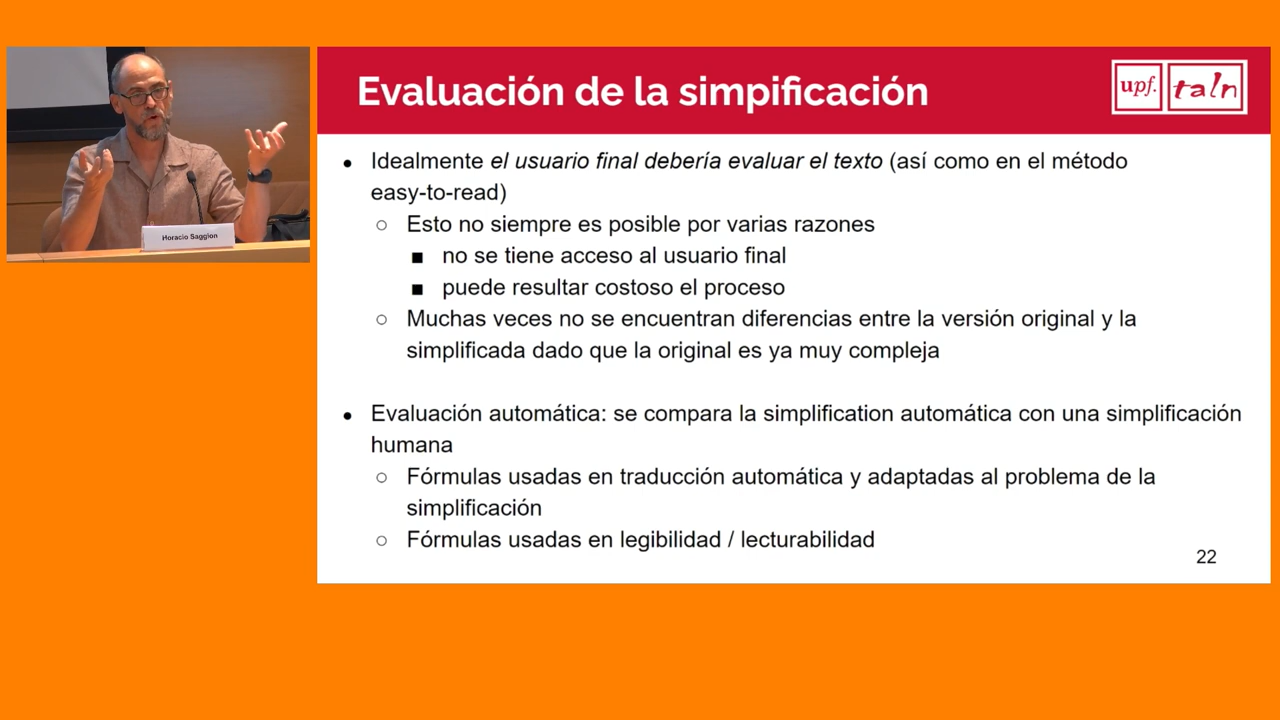 Evaluación de la simpificación
upf. taln
Horacio Saggion
● Idealmente el usuario final debería evaluar el texto (así como en el método
easy-to-read)
○ Esto no siempre es posible por varias razones
■ no se tiene acceso al usuario final
■ puede resultar costoso el proceso
○ Muchas veces no se encuentran diferencias entre la versión original y la
simplificada dado que la original es ya muy compleja
● Evaluación automática: se compara la simplification automática con una simplificación
humana
○ Fórmulas usadas en traducción automática y adaptadas al problema de la
simplificación
○ Fórmulas usadas en legibilidad / lecturabilidad
22